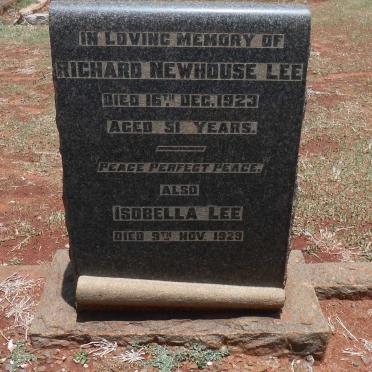 IN LOVING MEMORY OF
RICHARD NEWHOUSE LEE
DIED 16TH DEC. 1923
AGED 51 YEARS.
"PEACE PERFECT PEACE."
ALSO
ISOBELLA LEE
DIED 9TH NOV. 1929